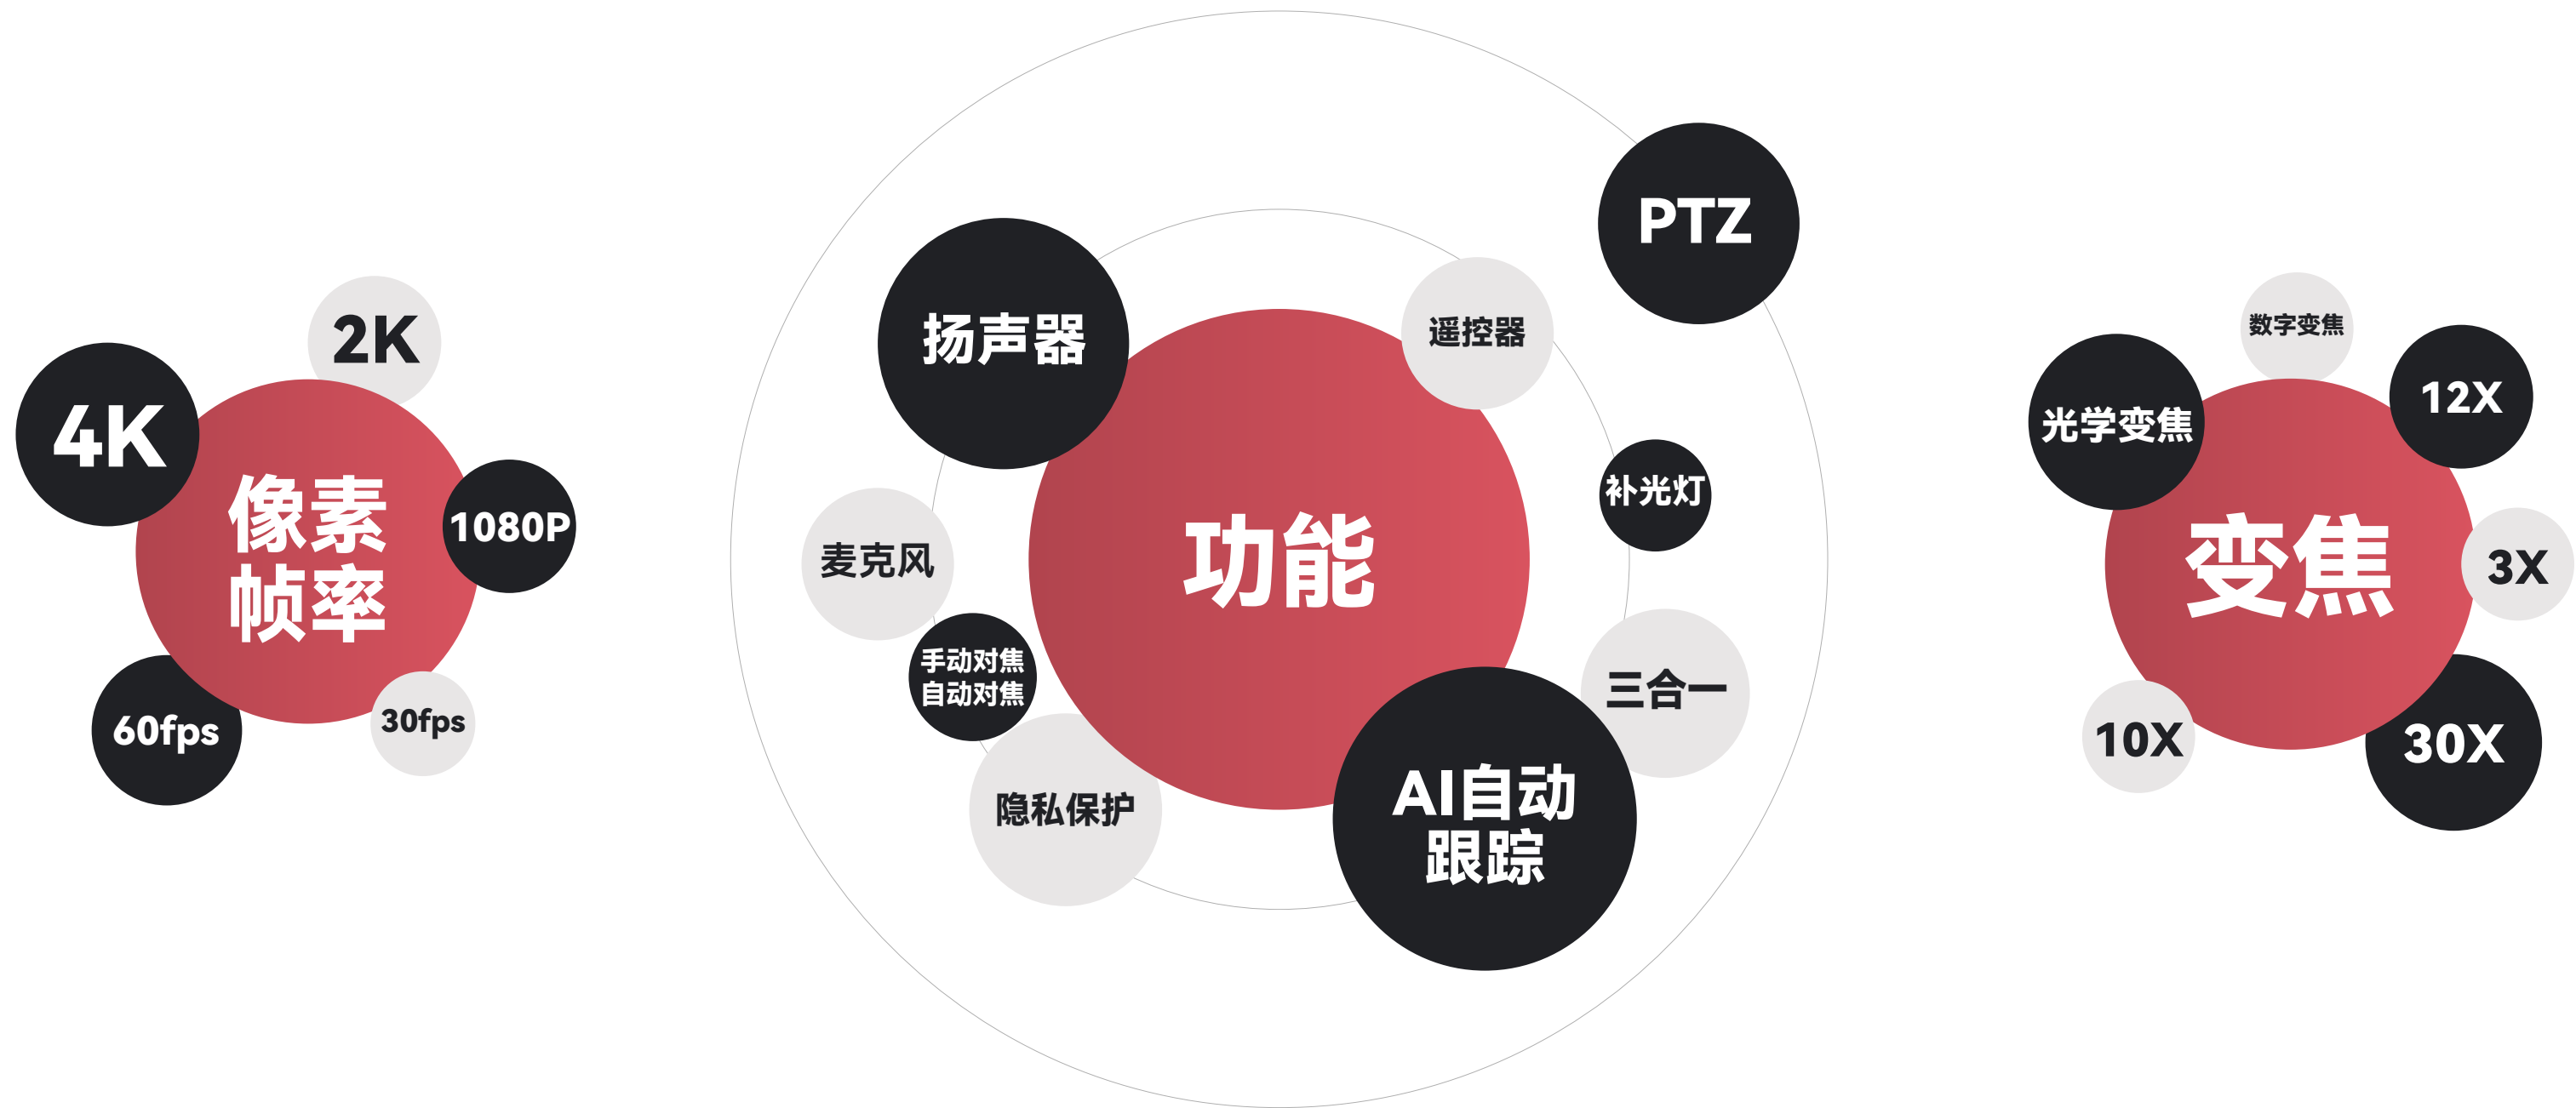 2K
4K
像素
帧率
1080P
60fps
30fps
PTZ
扬声器
遥控器
补光灯
功能
麦克风
手动对焦
自动对焦
三合一
隐私保护
AI自动
跟踪
数字变焦
12X
光学变焦
变焦
3X
10X
30X